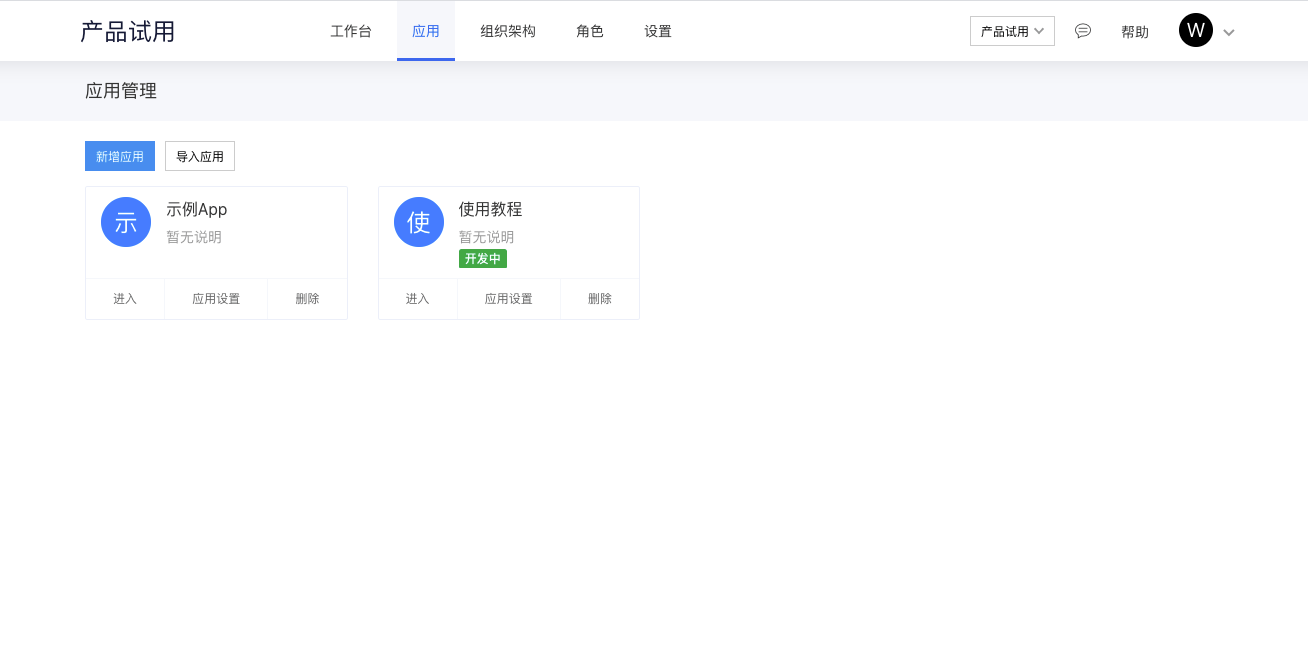 产品试用 工作台 应用 组织架构 角色 设置 产品试用 帮助 W
应用管理
新增应用 导入应用
示 示例App
暂无说明
进入 应用设置 删除
使 使用教程
暂无说明
开发中
进入 应用设置 删除